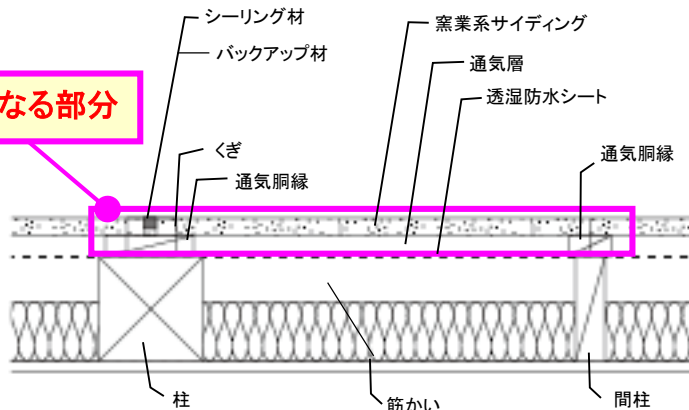 シーリング材
バックアップ材
窯業系サイディング
通気層
透湿防水シート
なる部分
くぎ
通気胴縁
通気胴縁
柱
筋かい
間柱